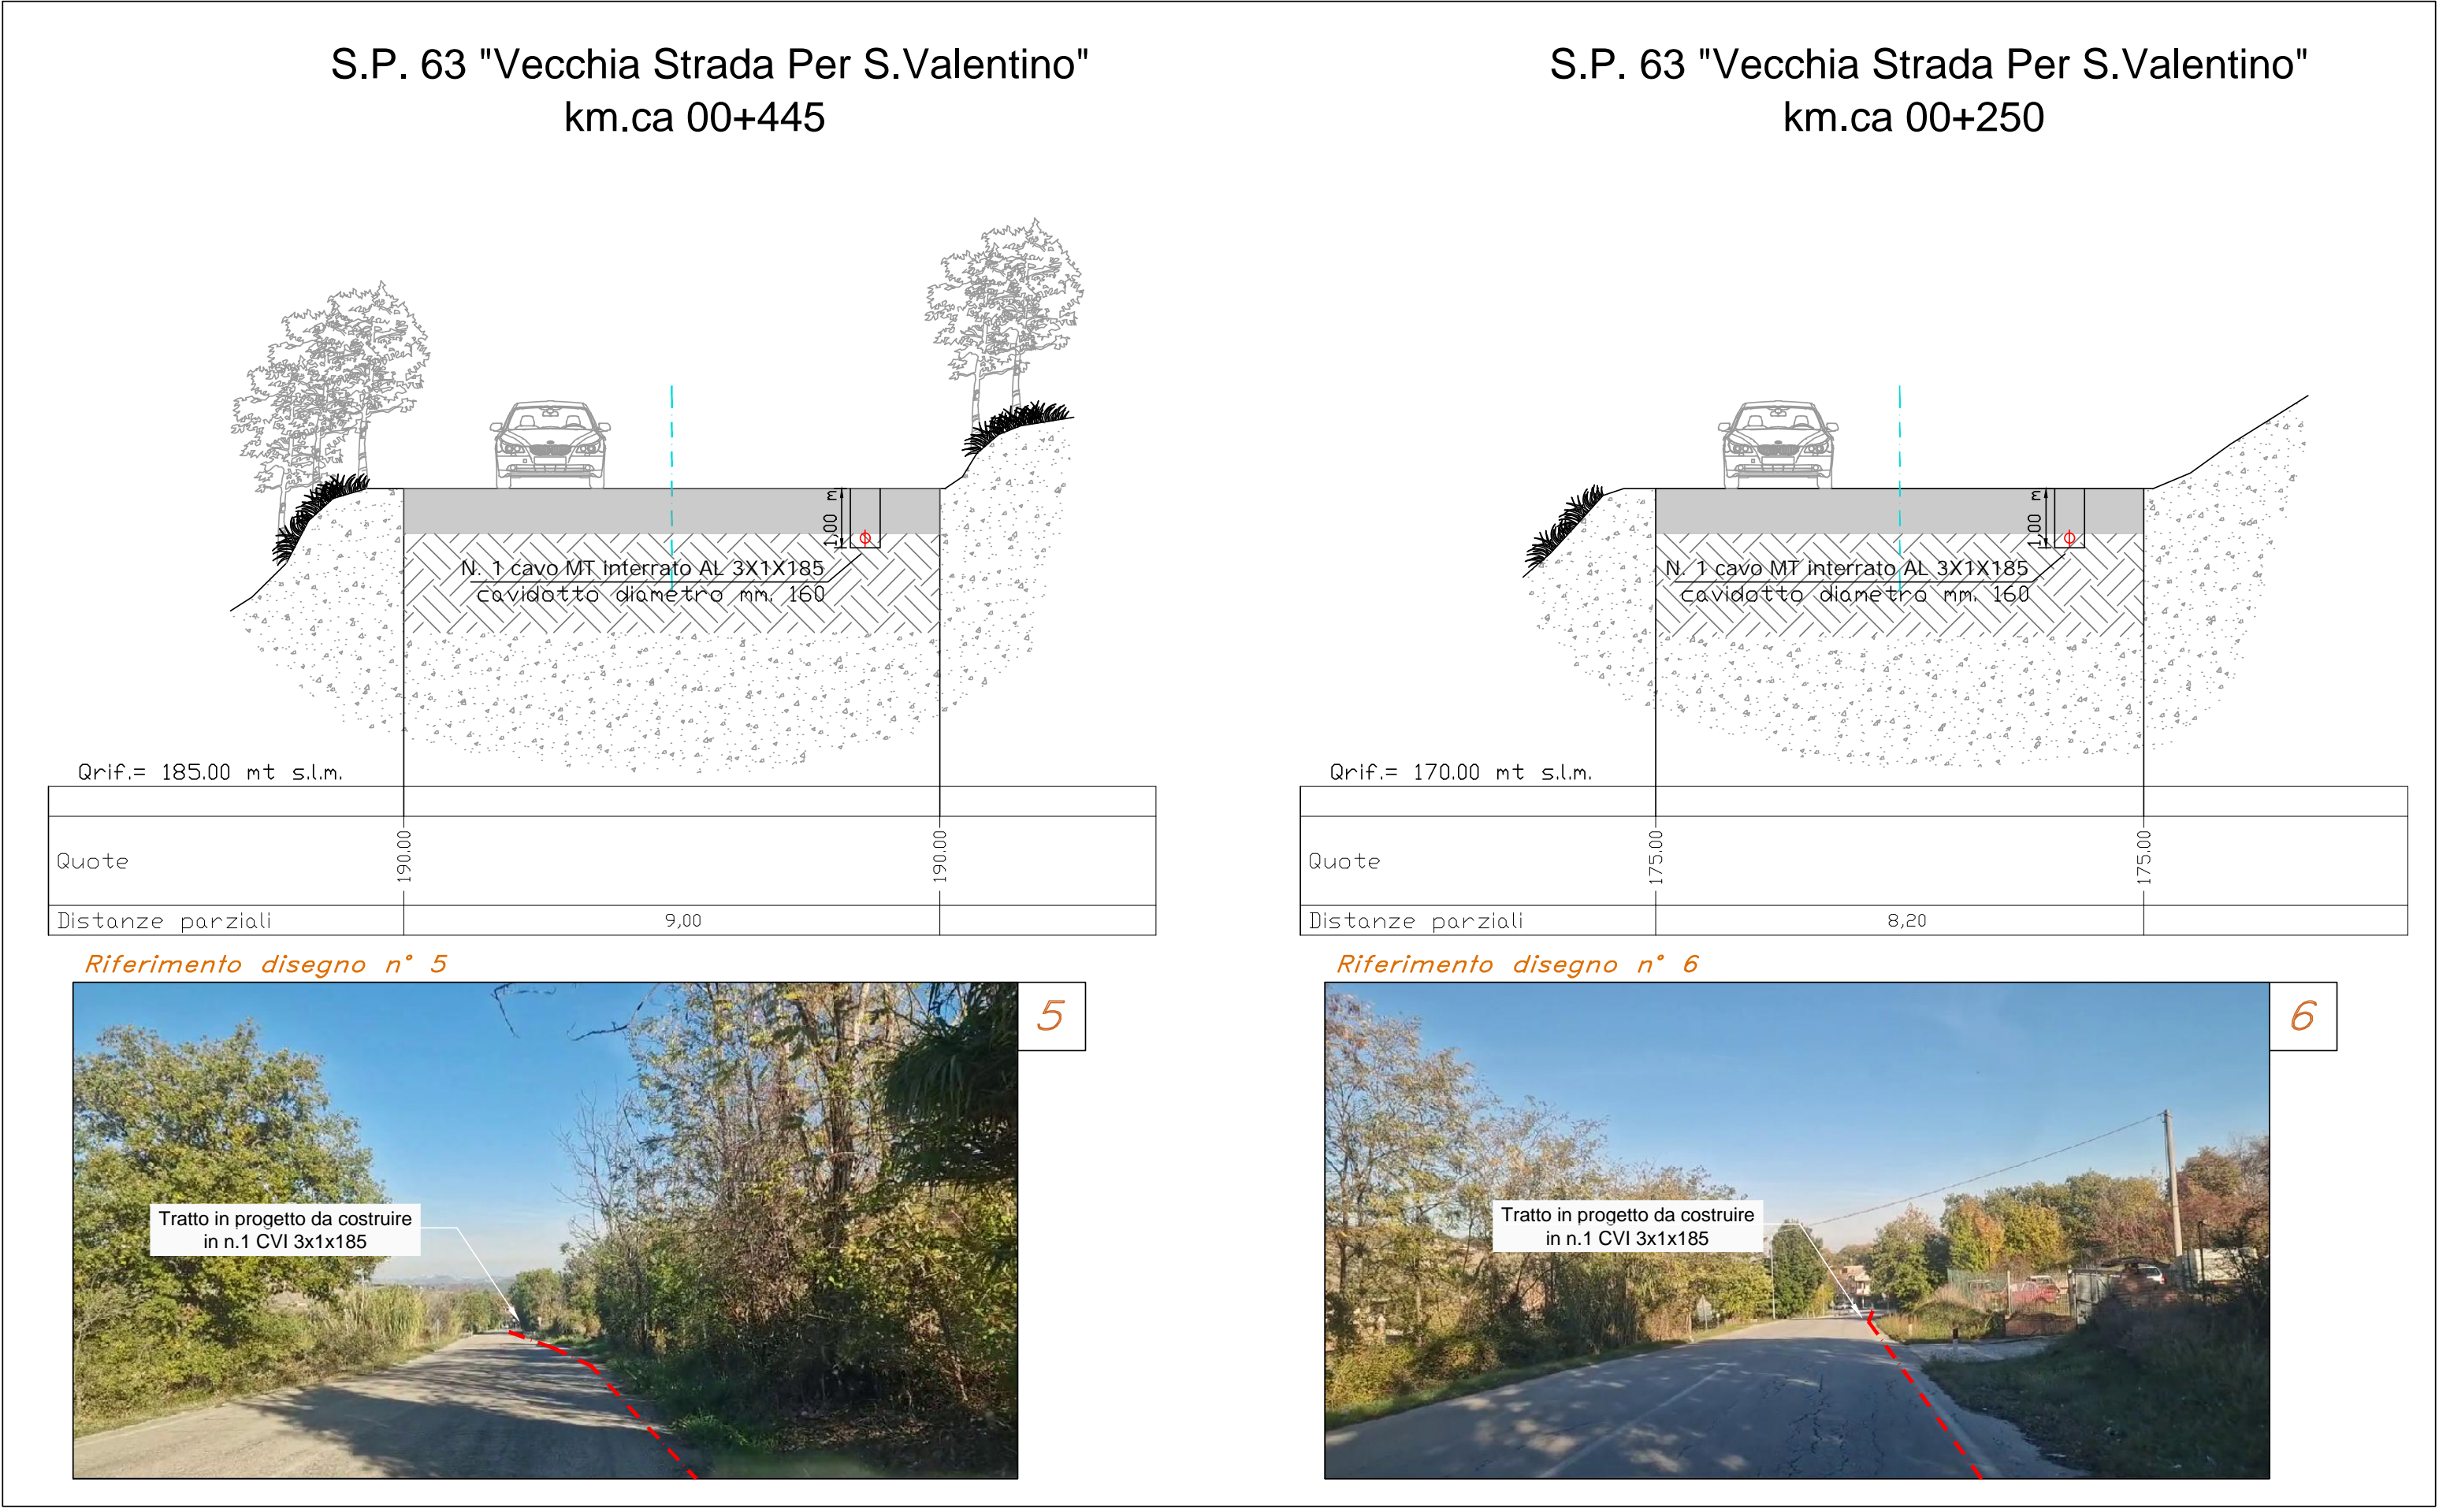 S.P. 63 "Vecchia Strada Per S.Valentino"
km.ca 00+445
1,00 m
N. 1 cavo MT interrato AL 3X1X185
cavidotto diametro mm. 160
Qrif.= 185.00 mt s.l.m.
Quote
190.00
190.00
Distanze parziali
9,00
Riferimento disegno n° 5
5
Tratto in progetto da costruire
in n.1 CVI 3x1x185
S.P. 63 "Vecchia Strada Per S.Valentino"
km.ca 00+250
1,00 m
N. 1 cavo MT interrato AL 3X1X185
cavidotto diametro mm. 160
Qrif.= 170.00 mt s.l.m.
Quote
175.00
175.00
Distanze parziali
8,20
Riferimento disegno n° 6
6
Tratto in progetto da costruire
in n.1 CVI 3x1x185